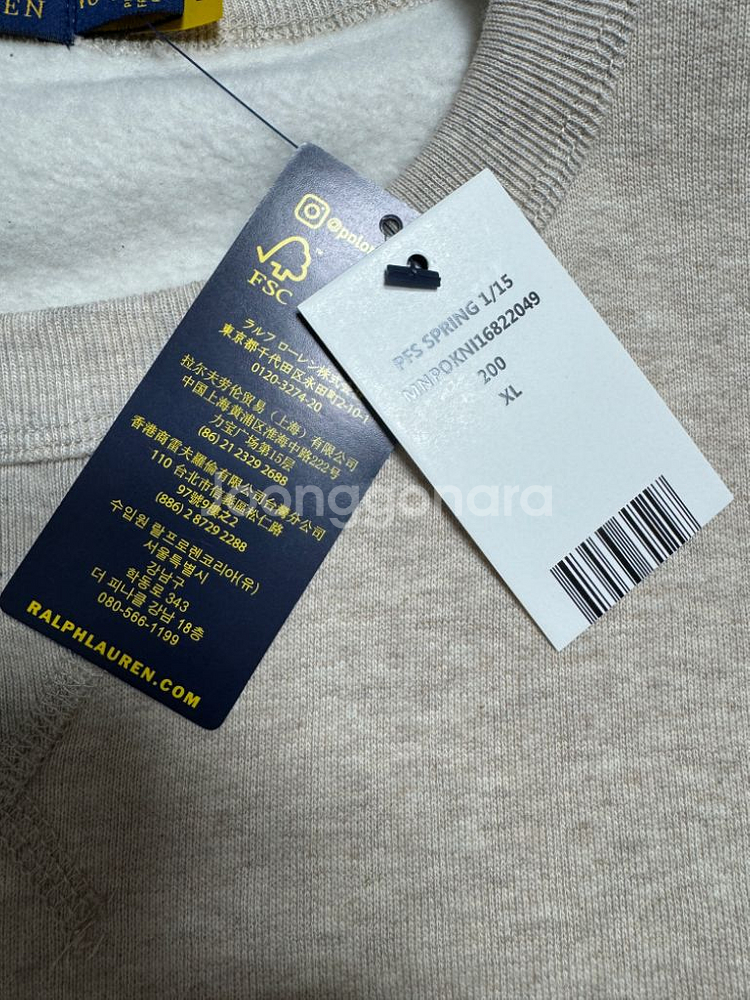 EN
@polo
FSC
ラルフ ローレン株式会
東京都千代田区永田町2-10-1
0120-3274-20
拉尔夫劳伦贸易（上海）有限公司
中国上海黄浦区淮海中路222号
力宝广场第15层
(86) 21 2329 2688
香港商雷夫羅倫有限公司台灣分公司
110 台北市信義區松仁路
97號9樓之2
(886) 2 8729 2288
수입원 랄프로렌코리아(유)
서울특별시
강남구
학동로 343
더 피나클 강남 18층
080-566-1199
RALPHLAUREN.COM
PFS SPRING 1/15
MNPOKNI16822049
200
XL
Joonggonara